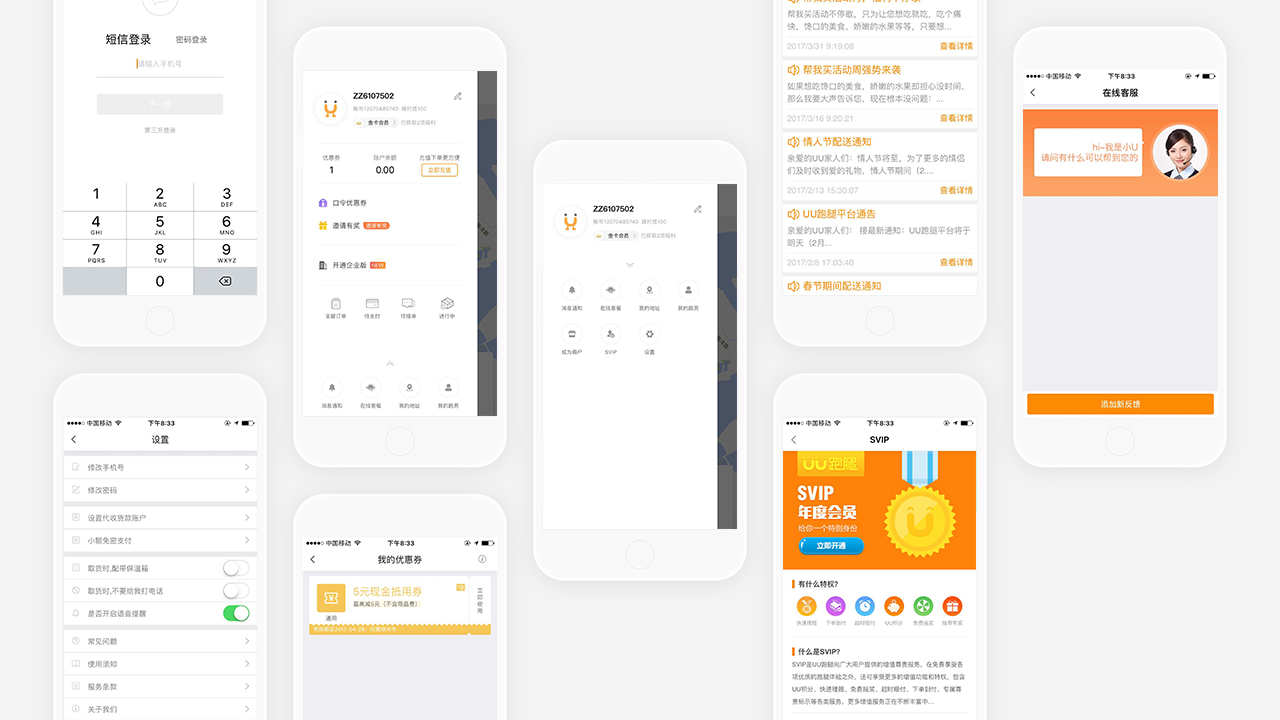 短信登录
密码登录
请输入手机号
下一步
第三方登录
1
2
ABC
3
DEF
4
GHI
5
JKL
6
MNO
7
PQRS
8
TUV
9
WXYZ
0
中国移动
下午8:33
设置
修改手机号
修改密码
设置代收货款账户
小额免密支付
取货时,配带保温箱
取货时,不要给我打电话
是否开启语音提醒
常见问题
使用须知
服务条款
关于我们
ZZ6107502
金卡会员
优惠券
账户余额
充值下单更方便
1
0.00
立即充值
口令优惠券
邀请有奖
邀请有奖
开通企业版
NEW
全部订单
待支付
待接单
进行中
消息通知
在线客服
我的地址
我的跑男
中国移动
下午8:33
我的优惠券
5元现金抵用券
最高减5元（不含商品费）
通用
立即使用
ZZ6107502
金卡会员
消息通知
在线客服
我的地址
我的跑男
成为商户
SVIP
设置
帮我买活动不停歇，只为让您想吃就吃，吃个痛
快，馋口的美食，娇嫩的水果等等，只要想...
2017/3/31 9:19:08
查看详情
帮我买活动周强势来袭
如果想吃馋口的美食，娇嫩的水果却担心没时间，
那么我要大声告诉您，现在根本没问题：...
2017/3/16 9:20:21
查看详情
情人节配送通知
亲爱的UU家人们：情人节将至，为了更多的情侣
们及时收到爱的礼物，情人节期间（2....
2017/2/13 15:30:07
查看详情
UU跑腿平台通告
亲爱的UU家人们： 接最新通知：UU跑腿平台将于
明天（2月...
2017/2/8 17:03:40
查看详情
春节期间配送通知
中国移动
下午8:33
SVIP
UU跑腿
SVIP
年度会员
给你一个特别身份
立即开通
有什么特权?
快速理赔
下单到付
超时赔付
UU积分
免费摇奖
推荐有奖
什么是SVIP?
SVIP是UU跑腿向广大用户提供的增值尊贵服务，在免费享受各
项优质的跑腿体验之外，还可享受更多的增值功能和特权，包含
UU积分、快速理赔、免费摇奖、超时赔付、下单到付、专属尊
贵标示等各类服务，更多增值服务正在不断丰富中...
中国移动
下午8:33
在线客服
hi~我是小U
请问有什么可以帮到您的
添加新反馈